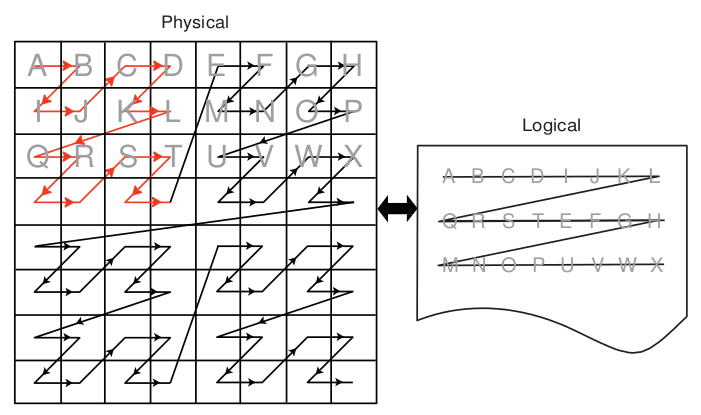 Physical
A B C D E F G H
I J K L M N O P
Q R S T U V W X
Logical
A B C D I J K L
Q R S T E F G H
M N O P U V W X